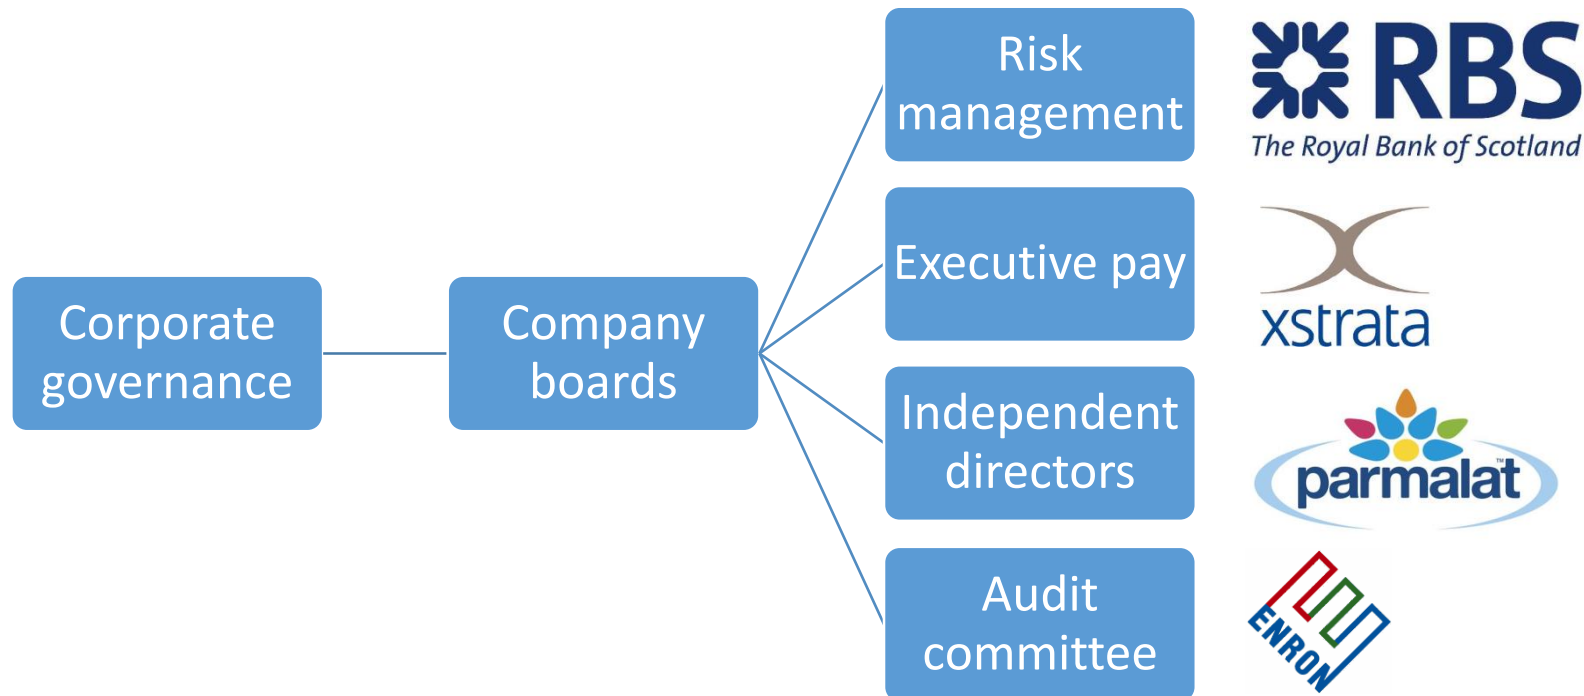 Risk
management
RBS
The Royal Bank of Scotland
Executive pay
xstrata
Corporate
governance
Company
boards
Independent
directors
parmalat
TM
Audit
committee
ENRON